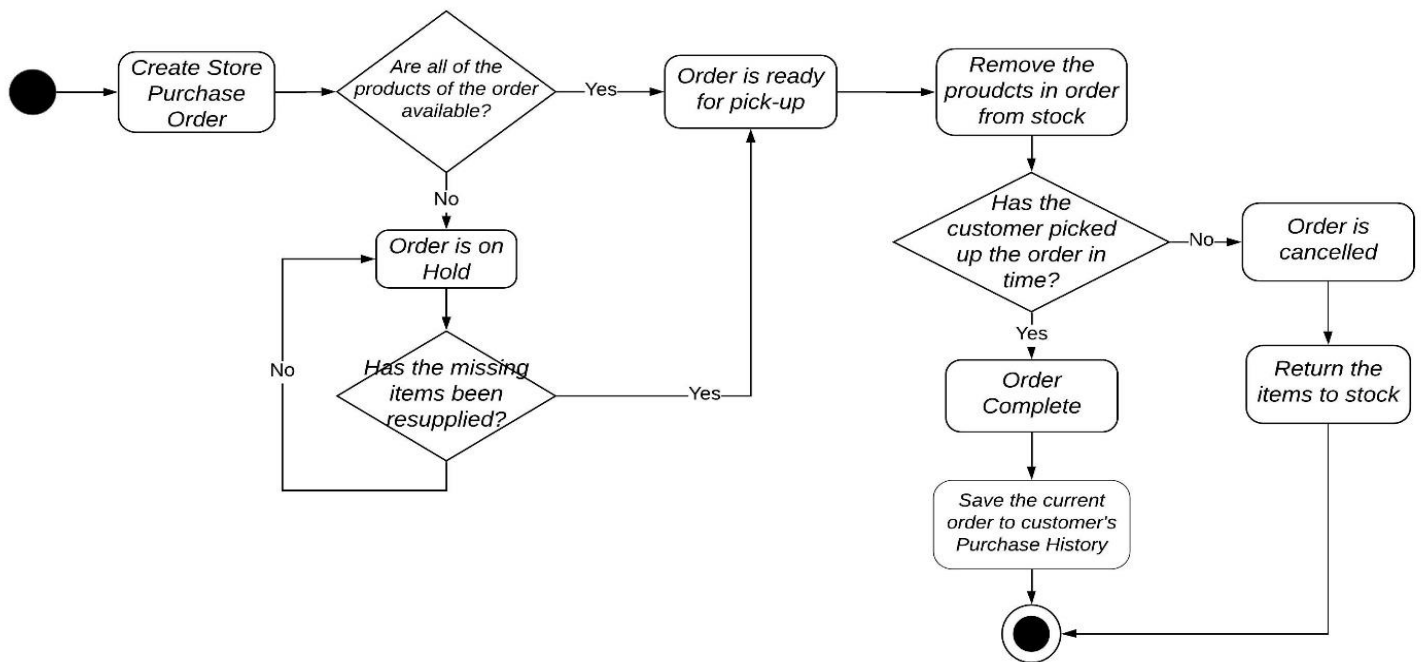 Create Store
Purchase
Order
Are all of the
products of the order
available?
Yes
Order is ready
for pick-up
Remove the
proudcts in order
from stock
No
Order is on
Hold
Has the
customer picked
up the order in
time?
No
Order is
cancelled
Yes
No
Has the missing
items been
resupplied?
Yes
Order
Complete
Return the
items to stock
Save the current
order to customer's
Purchase History